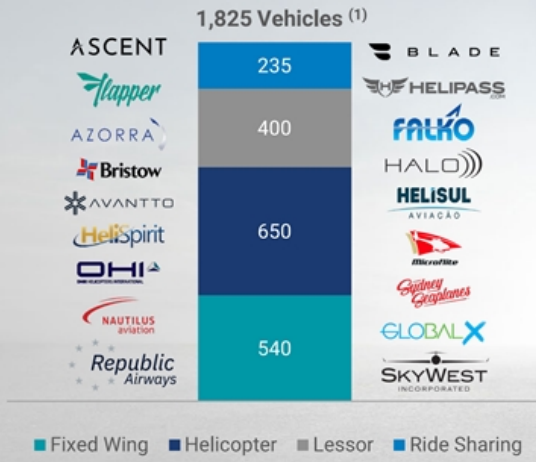 1,825 Vehicles (1)
ASCENT
flapper
AZORRA
Bristow
AVANTTO
HeliSpirit
OHI
NAUTILUS
aviation
Republic
Airways
235
400
650
540
BLADE
HELIPASS
.COM
FALKO
HALO
HELISUL
AVIAÇÃO
Microflite
Sydney
Seaplanes
GLOBAL X
SKYWEST
INCORPORATED
Fixed Wing Helicopter Lessor Ride Sharing